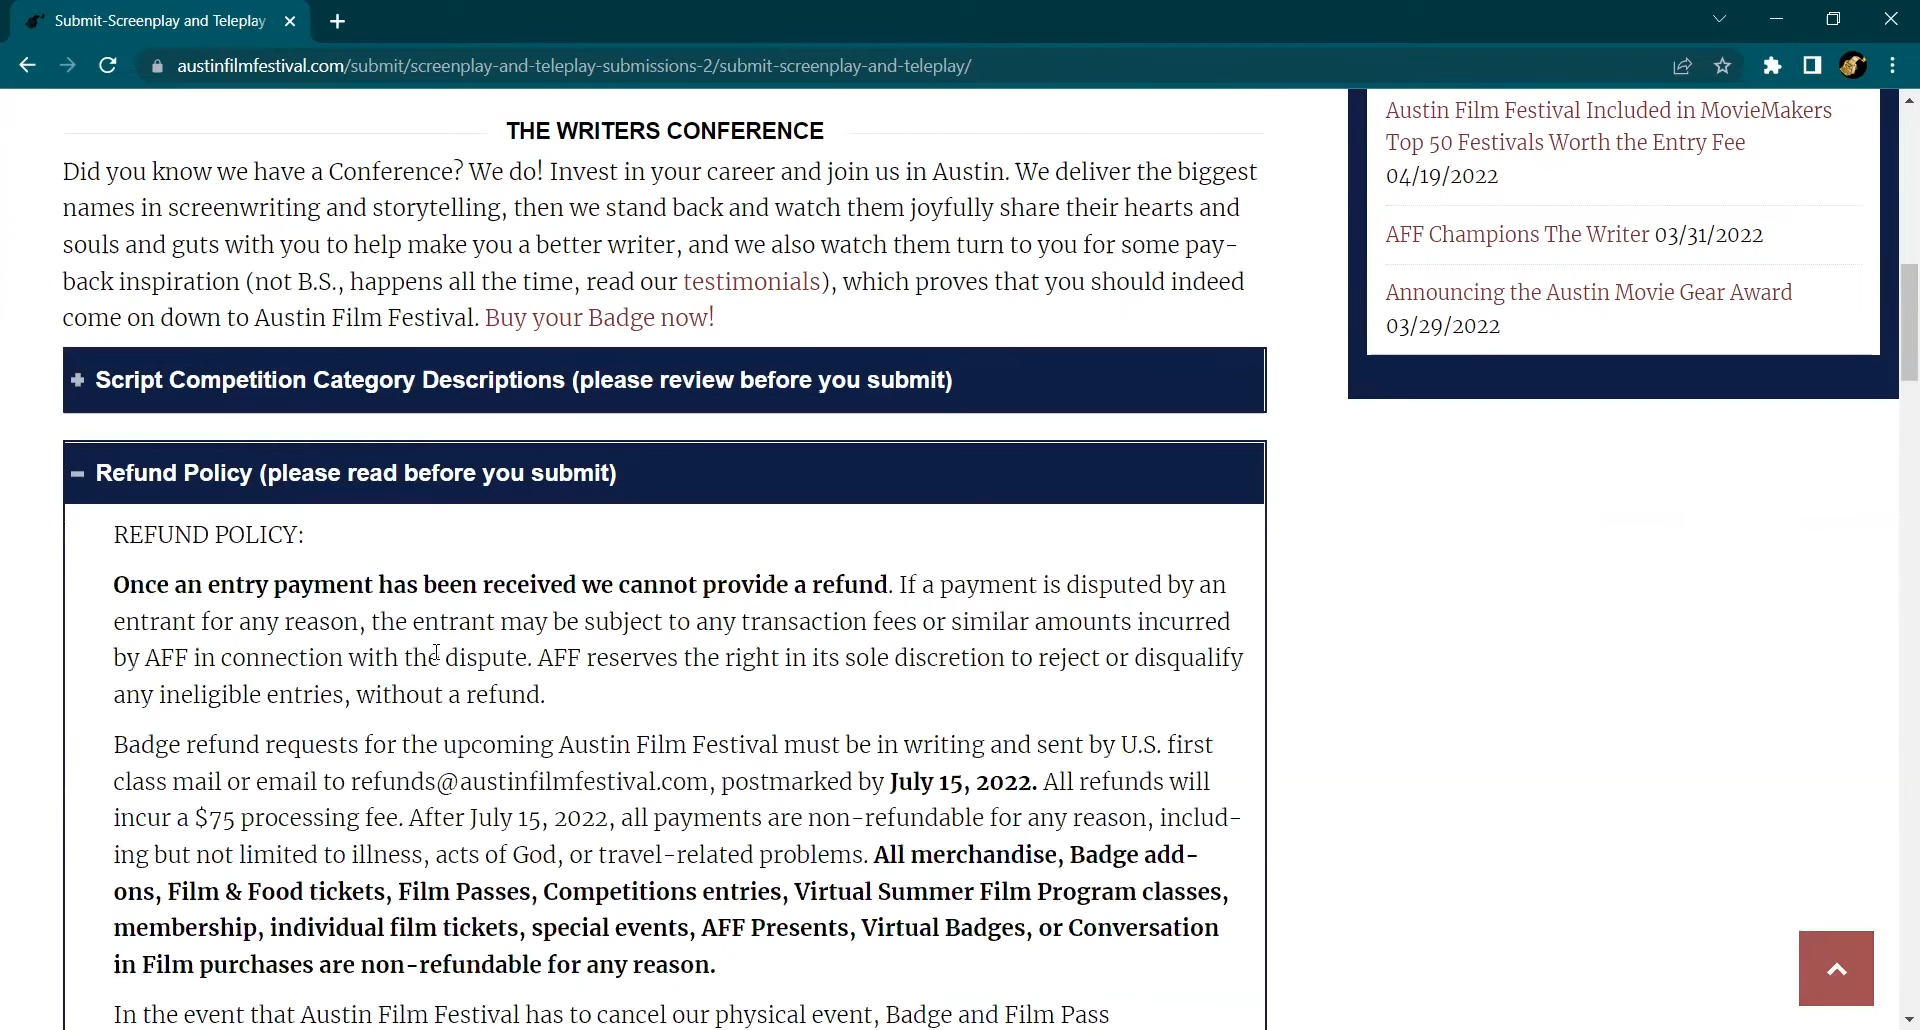 Submit-Screenplay and Teleplay
austinfilmfestival.com/submit/screenplay-and-teleplay-submissions-2/submit-screenplay-and-teleplay/
THE WRITERS CONFERENCE
Did you know we have a Conference? We do! Invest in your career and join us in Austin. We deliver the biggest
names in screenwriting and storytelling, then we stand back and watch them joyfully share their hearts and
souls and guts with you to help make you a better writer, and we also watch them turn to you for some pay-
back inspiration (not B.S., happens all the time, read our testimonials), which proves that you should indeed
come on down to Austin Film Festival. Buy your Badge now!
Script Competition Category Descriptions (please review before you submit)
Refund Policy (please read before you submit)
REFUND POLICY:
Once an entry payment has been received we cannot provide a refund. If a payment is disputed by an
entrant for any reason, the entrant may be subject to any transaction fees or similar amounts incurred
by AFF in connection with the dispute. AFF reserves the right in its sole discretion to reject or disqualify
any ineligible entries, without a refund.
Badge refund requests for the upcoming Austin Film Festival must be in writing and sent by U.S. first
class mail or email to refunds@austinfilmfestival.com, postmarked by July 15, 2022. All refunds will
incur a $75 processing fee. After July 15, 2022, all payments are non-refundable for any reason, includ-
ing but not limited to illness, acts of God, or travel-related problems. All merchandise, Badge add-
ons, Film & Food tickets, Film Passes, Competitions entries, Virtual Summer Film Program classes,
membership, individual film tickets, special events, AFF Presents, Virtual Badges, or Conversation
in Film purchases are non-refundable for any reason.
In the event that Austin Film Festival has to cancel our physical event, Badge and Film Pass
Austin Film Festival Included in MovieMakers
Top 50 Festivals Worth the Entry Fee
04/19/2022
AFF Champions The Writer 03/31/2022
Announcing the Austin Movie Gear Award
03/29/2022